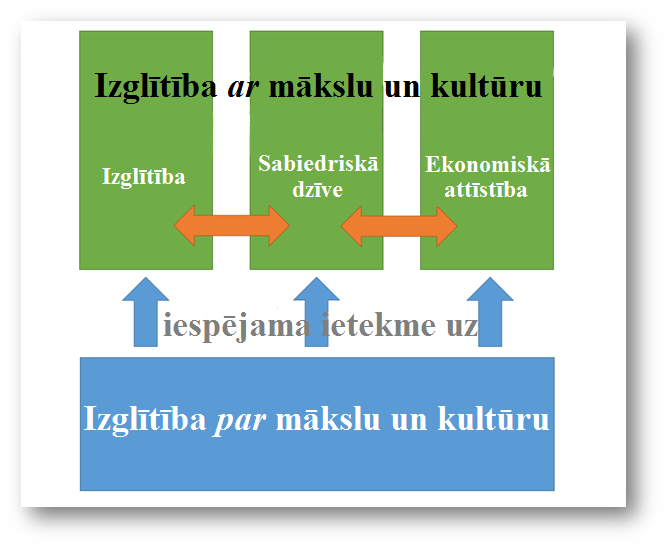 Izglītība ar mākslu un kultūru
Izglītība
Sabiedriskā
dzīve
Ekonomiskā
attīstība
iespējama ietekme uz
Izglītība par mākslu un kultūru